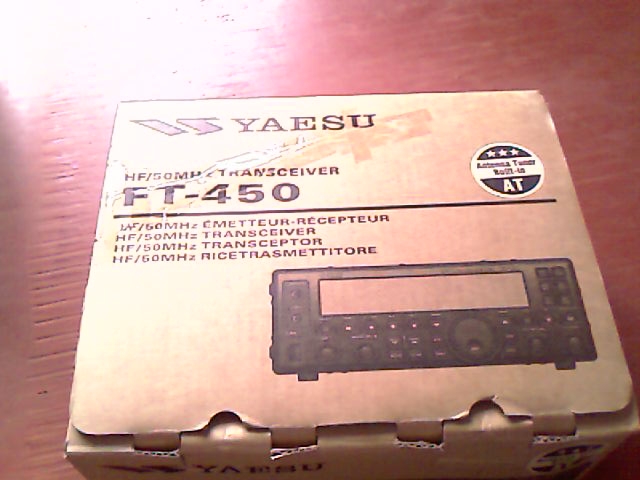 YAESU
HF/50MHz TRANSCEIVER
FT-450
Antenna Tuner
Built-in
AT
HF/50MHz ÉMETTEUR-RÉCEPTEUR
HF/50MHz TRANSCEIVER
HF/50MHz TRANSCEPTOR
HF/50MHz RICETRASMETTITORE
YAESU